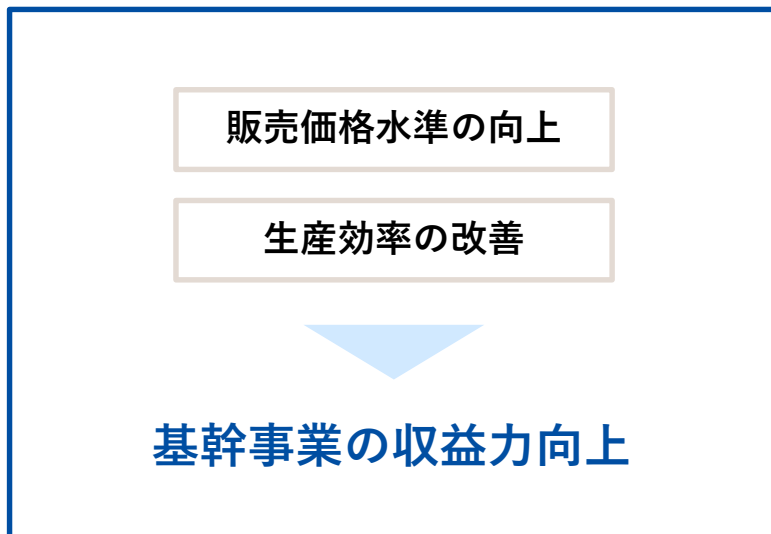 販売価格水準の向上
生産効率の改善
基幹事業の収益力向上